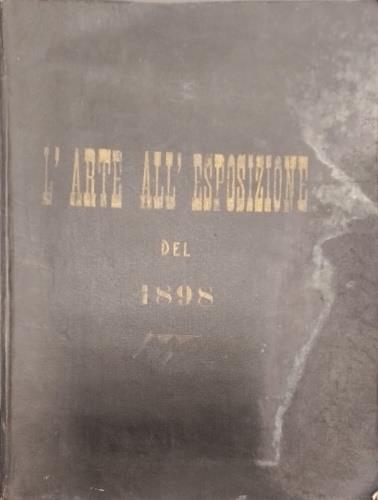 L' ARTE ALL' ESPOSIZIONE
DEL
1898